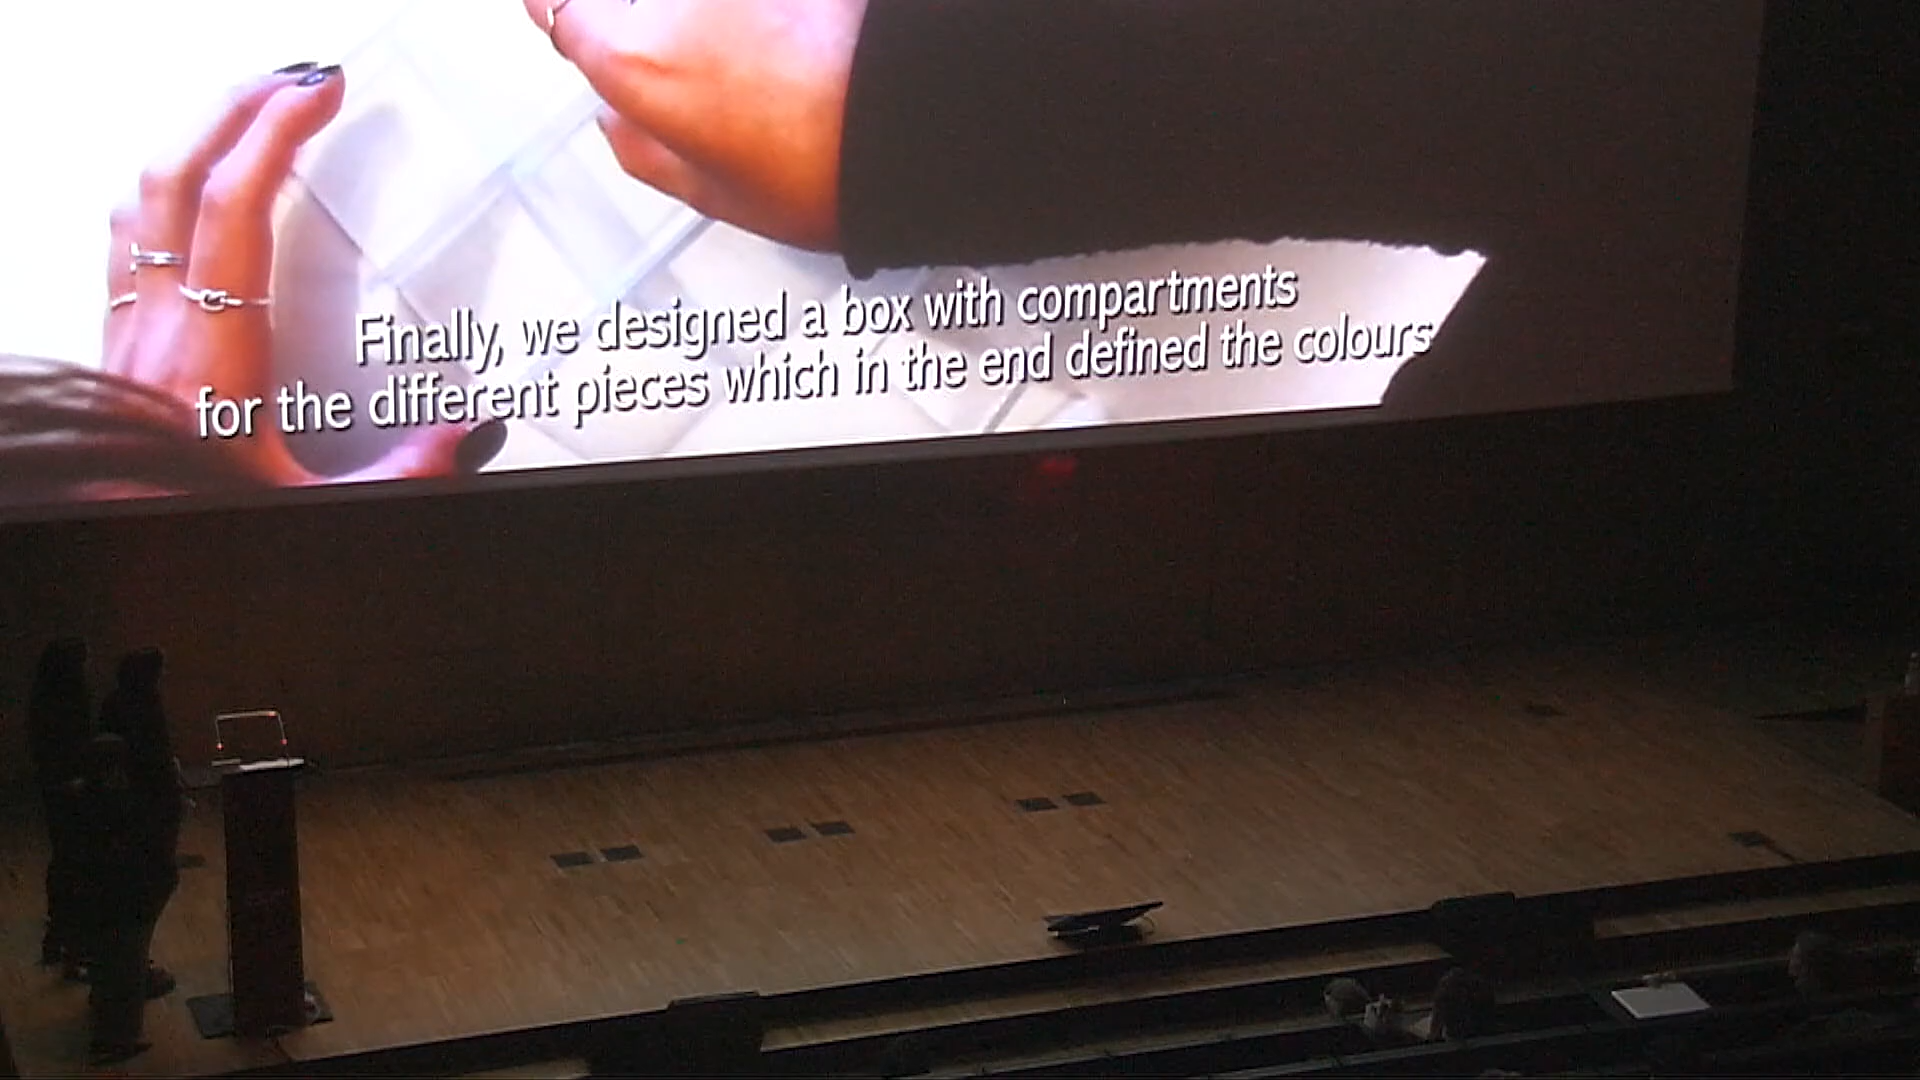 Finally, we designed a box with compartments
for the different pieces which in the end defined the colours